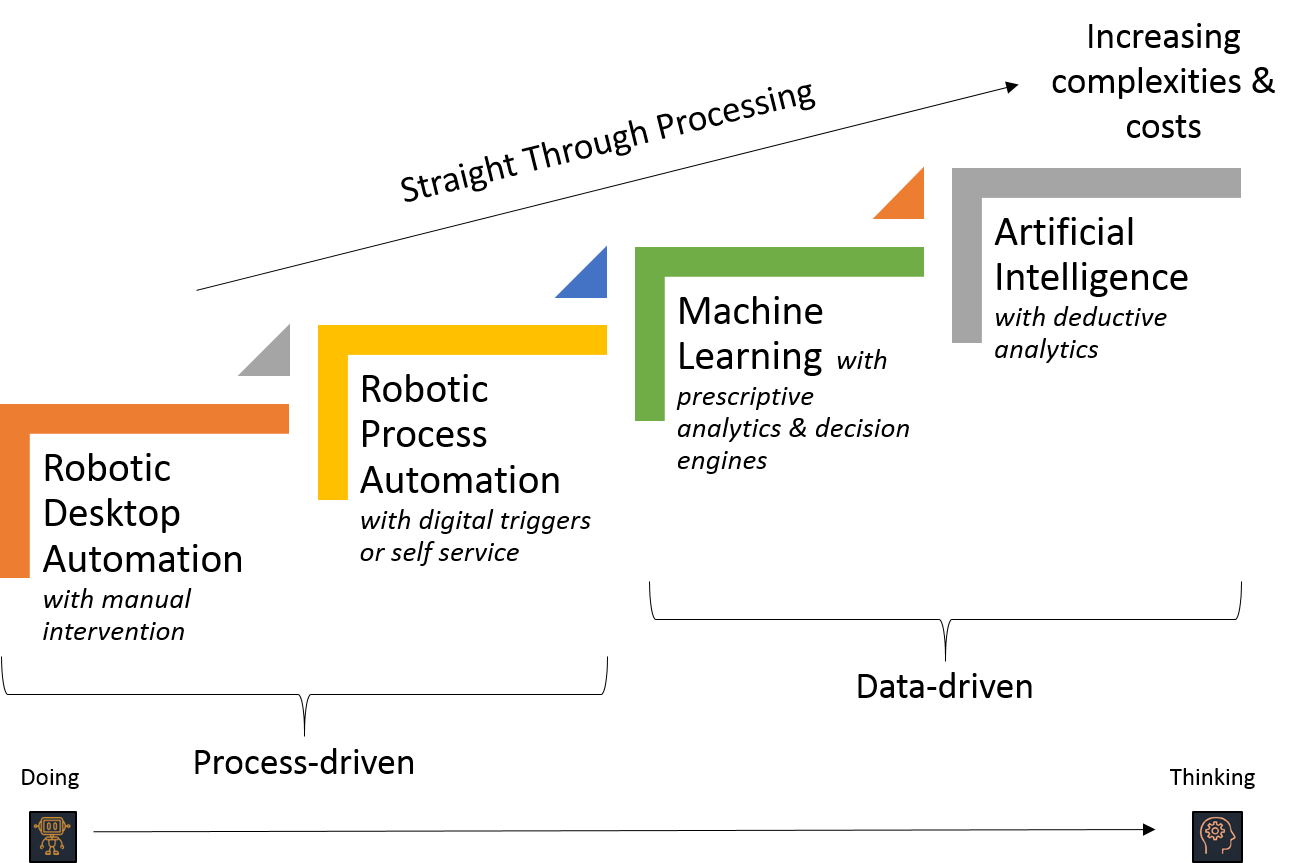 Increasing
complexities &
costs
Straight Through Processing
Artificial
Intelligence
with deductive
analytics
Machine
Learning with
prescriptive
analytics & decision
engines
Robotic
Process
Automation
with digital triggers
or self service
Robotic
Desktop
Automation
with manual
intervention
Data-driven
Process-driven
Doing
Thinking